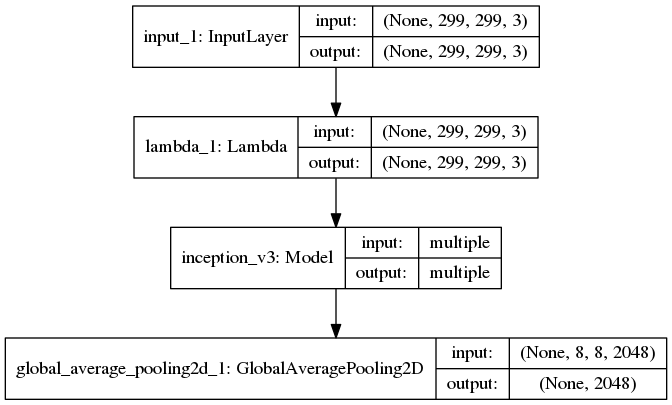 input_1: InputLayer
input: (None, 299, 299, 3)
output: (None, 299, 299, 3)
lambda_1: Lambda
input: (None, 299, 299, 3)
output: (None, 299, 299, 3)
inception_v3: Model
input: multiple
output: multiple
global_average_pooling2d_1: GlobalAveragePooling2D
input: (None, 8, 8, 2048)
output: (None, 2048)